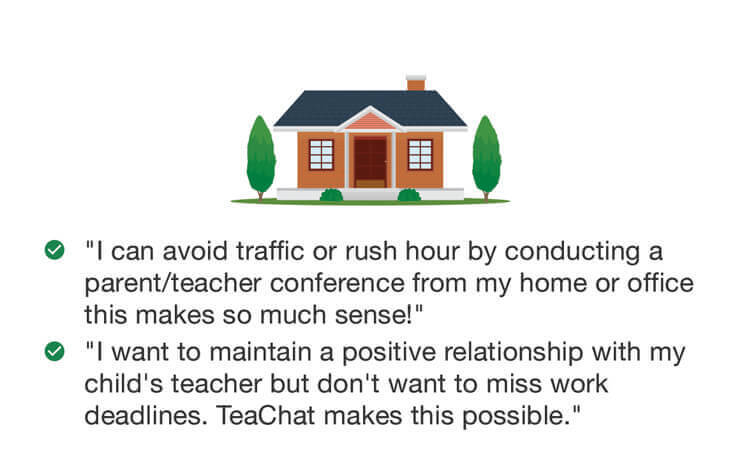 "I can avoid traffic or rush hour by conducting a
parent/teacher conference from my home or office
this makes so much sense!"
"I want to maintain a positive relationship with my
child's teacher but don't want to miss work
deadlines. TeaChat makes this possible."